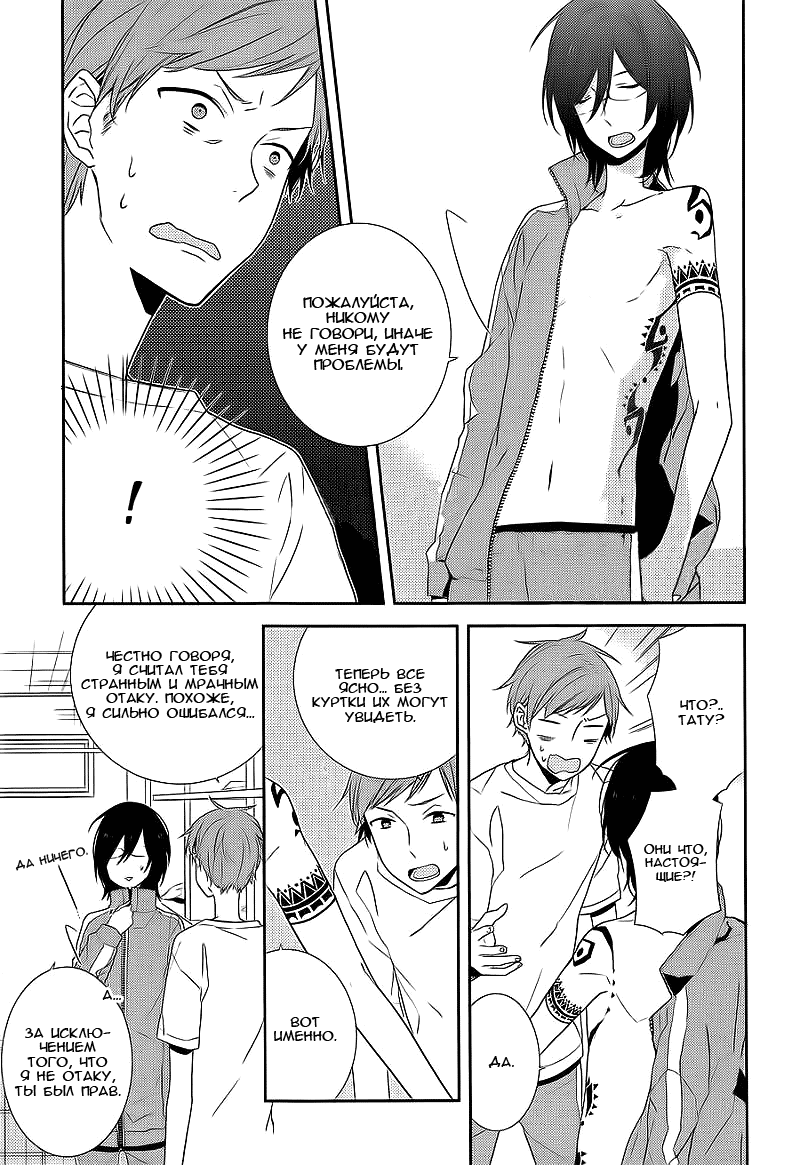 ПОЖАЛУЙСТА,
НИКОМУ
НЕ ГОВОРИ, ИНАЧЕ
У МЕНЯ БУДУТ
ПРОБЛЕМЫ.
!
ЧТО?..
ТАТУ?
ОНИ ЧТО,
НАСТОЯ-
ЩИЕ?!
ДА.
ТЕПЕРЬ ВСЕ
ЯСНО... БЕЗ
КУРТКИ ИХ МОГУТ
УВИДЕТЬ.
ВОТ
ИМЕННО.
ЧЕСТНО ГОВОРЯ,
Я СЧИТАЛ ТЕБЯ
СТРАННЫМ И МРАЧНЫМ
ОТАКУ. ПОХОЖЕ,
Я СИЛЬНО ОШИБАЛСЯ...
ДА НИЧЕГО.
А...
ЗА ИСКЛЮ-
ЧЕНИЕМ
ТОГО, ЧТО
Я НЕ ОТАКУ,
ТЫ БЫЛ ПРАВ.